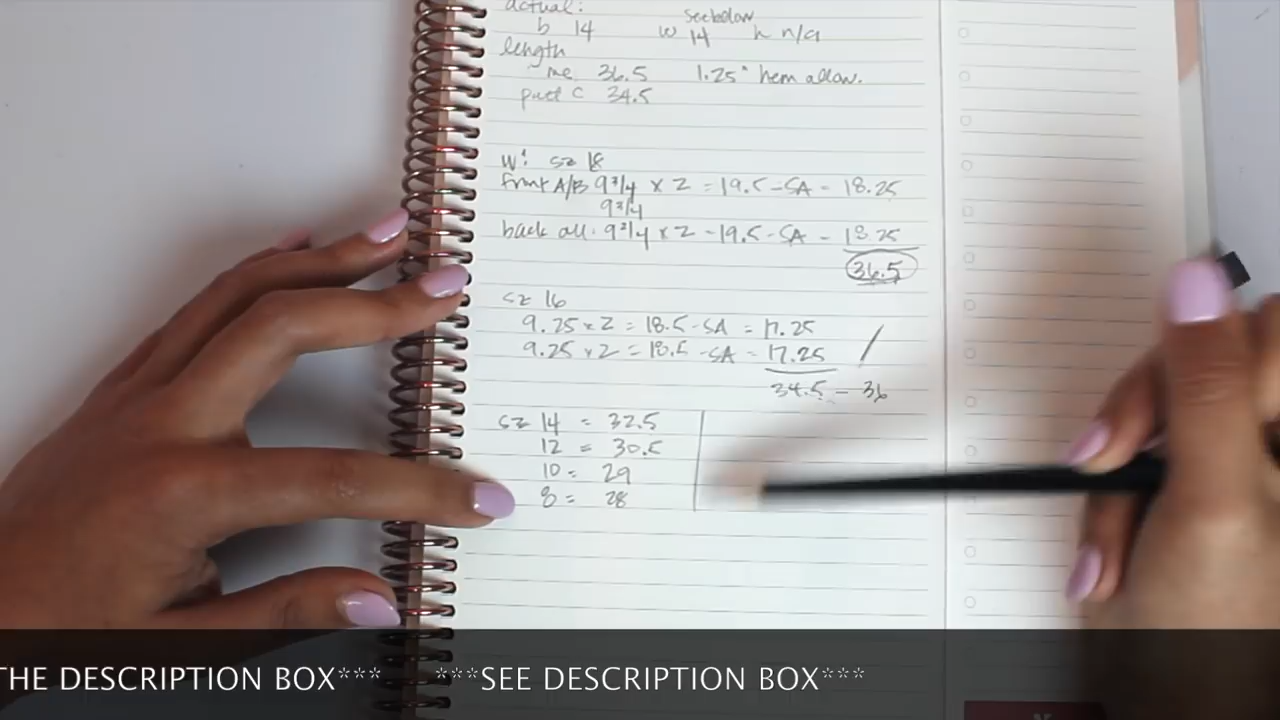 actual:
see below
b 14 w 14 h n/a
length
me 36.5 1.25" hem allow.
34.5
W: sz 18
front A/B 9 3/4 x 2 = 19.5 - SA = 18.25
9 3/4
back all. 9 3/4 x 2 - 19.5 - SA - 18.25
36.5
sz 16
9.25 x 2 = 18.5 - SA = 17.25
9.25 x 2 = 18.5 - SA = 17.25
34.5 - 36
sz 14 = 32.5
12 = 30.5
10 = 29
8 = 28
THE DESCRIPTION BOX*** ***SEE DESCRIPTION BOX***